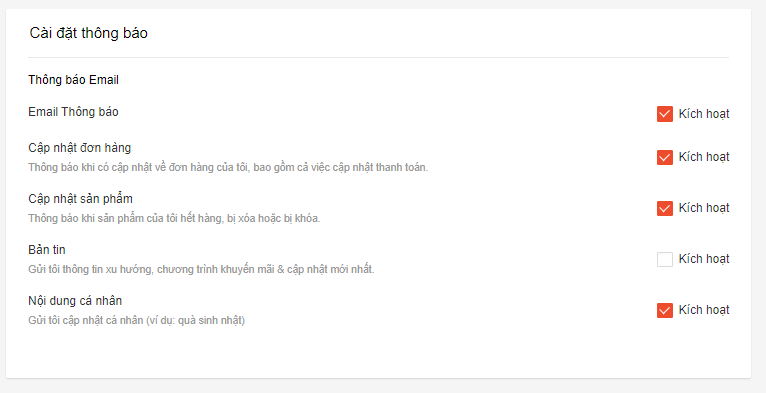 Cài đặt thông báo
Thông báo Email
Email Thông báo
Kích hoạt
Cập nhật đơn hàng
Thông báo khi có cập nhật về đơn hàng của tôi, bao gồm cả việc cập nhật thanh toán.
Kích hoạt
Cập nhật sản phẩm
Thông báo khi sản phẩm của tôi hết hàng, bị xóa hoặc bị khóa.
Kích hoạt
Bản tin
Gửi tôi thông tin xu hướng, chương trình khuyến mãi & cập nhật mới nhất.
Kích hoạt
Nội dung cá nhân
Gửi tôi cập nhật cá nhân (ví dụ: quà sinh nhật)
Kích hoạt